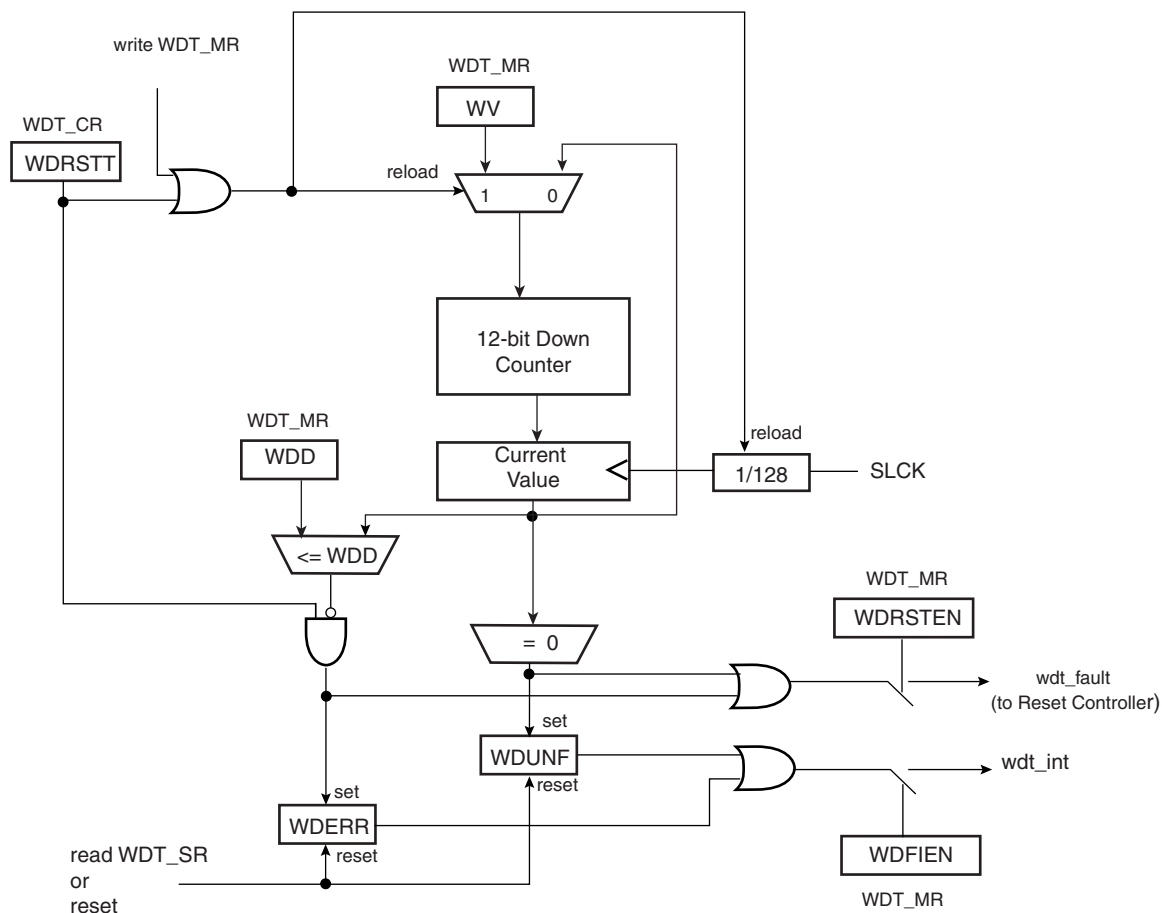 write WDT_MR
WDT_MR
WV
WDT_CR
WDRSTT
reload
1 0
12-bit Down
Counter
WDT_MR
WDD
Current
Value
reload
1/128
SLCK
<= WDD
WDT_MR
WDRSTEN
= 0
wdt_fault
(to Reset Controller)
set
WDUNF
reset
wdt_int
set
WDERR
reset
read WDT_SR
or
reset
WDFIEN
WDT_MR